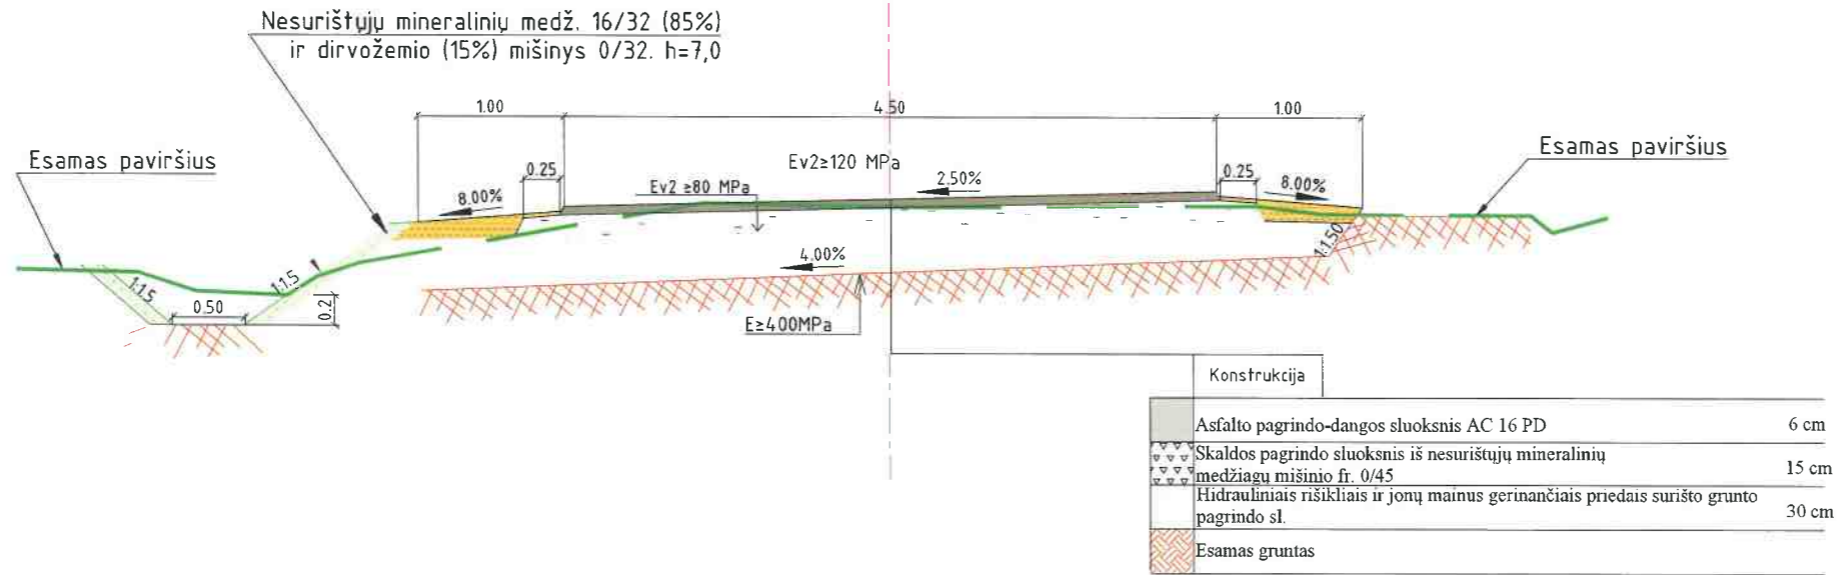 Nesurištųjų mineralinių medž. 16/32 (85%)
ir dirvožemio (15%) mišinys 0/32. h=7,0
1.00
4.50
1.00
Esamas paviršius
Esamas paviršius
Ev2≥120 MPa
0.25
0.25
Ev2 ≥80 MPa
2.50%
8.00%
8.00%
1:1.50
4.00%
1:1.5
1:1.5
0.50
0.2
E≥400MPa
Konstrukcija
Asfalto pagrindo-dangos sluoksnis AC 16 PD 6 cm
Skaldos pagrindo sluoksnis iš nesurištųjų mineralinių
medžiagų mišinio fr. 0/45 15 cm
Hidrauliniais rišikliais ir jonų mainus gerinančiais priedais surišto grunto
pagrindo sl. 30 cm
Esamas gruntas